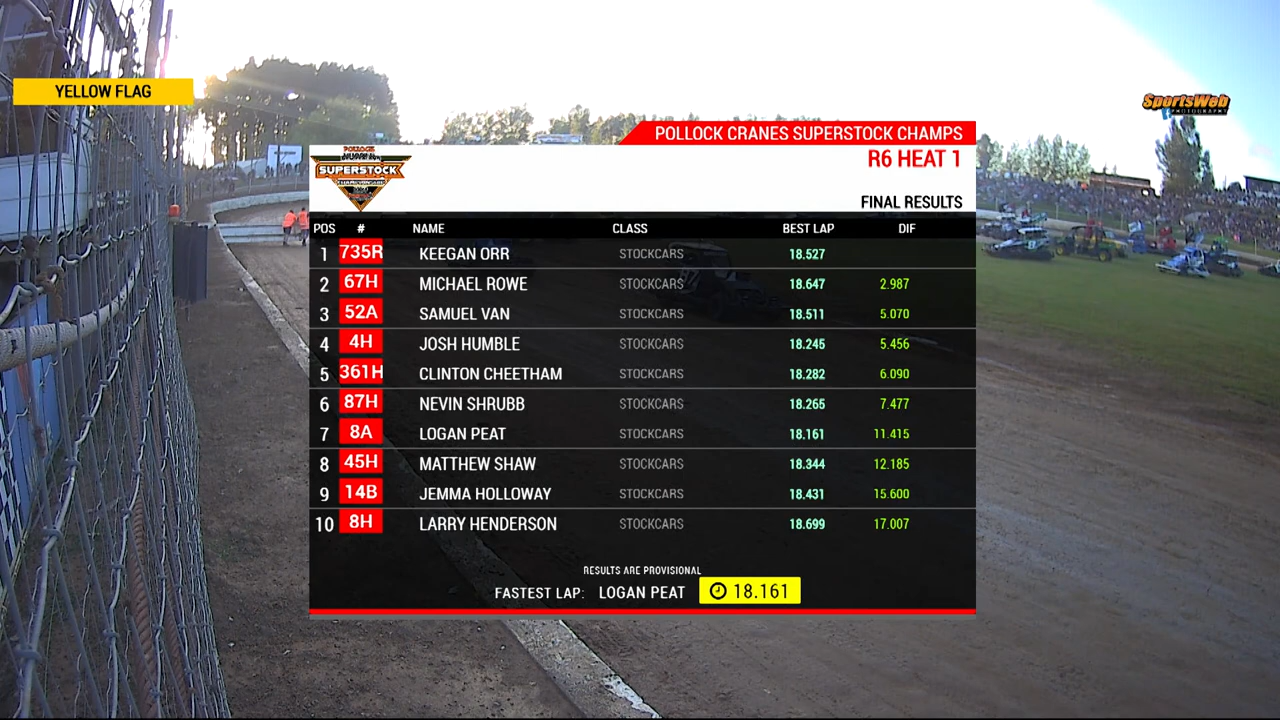 YELLOW FLAG
SportsWeb
PHOTOGRAPHY
POLLOCK CRANES SUPERSTOCK CHAMPS
R6 HEAT 1
SUPERSTOCK
FINAL RESULTS
POS # NAME CLASS BEST LAP DIF
1 735R KEEGAN ORR STOCKCARS 18.527
2 67H MICHAEL ROWE STOCKCARS 18.647 2.987
3 52A SAMUEL VAN STOCKCARS 18.511 5.070
4 4H JOSH HUMBLE STOCKCARS 18.245 5.456
5 361H CLINTON CHEETHAM STOCKCARS 18.282 6.090
6 87H NEVIN SHRUBB STOCKCARS 18.265 7.477
7 8A LOGAN PEAT STOCKCARS 18.161 11.415
8 45H MATTHEW SHAW STOCKCARS 18.344 12.185
9 14B JEMMA HOLLOWAY STOCKCARS 18.431 15.600
10 8H LARRY HENDERSON STOCKCARS 18.699 17.007
RESULTS ARE PROVISIONAL
FASTEST LAP: LOGAN PEAT 18.161